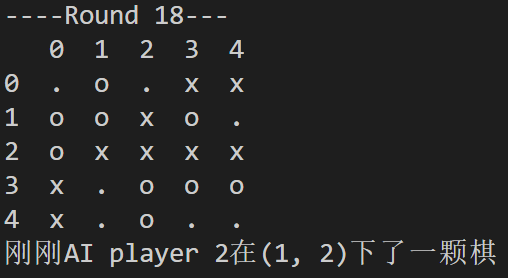 ----Round 18---
0 1 2 3 4
0 . o . x x
1 o o x o .
2 o x x x x
3 x . o o o
4 x . o . .
刚刚AI player 2在(1, 2)下了一颗棋